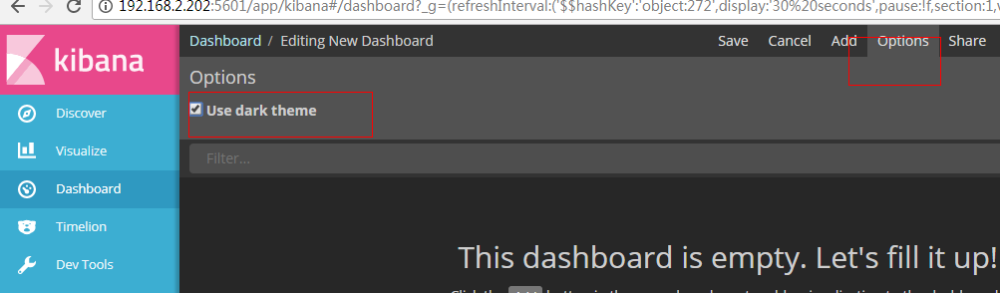 192.168.2.202:5601/app/kibana#/dashboard?_g=(refreshInterval:('$$hashKey':'object:272',display:'30%20seconds',pause:!f,section:1,v
kibana
Discover
Visualize
Dashboard
Timelion
Dev Tools
Dashboard / Editing New Dashboard
Save Cancel Add Options Share
Options
Use dark theme
Filter...
This dashboard is empty. Let's fill it up!